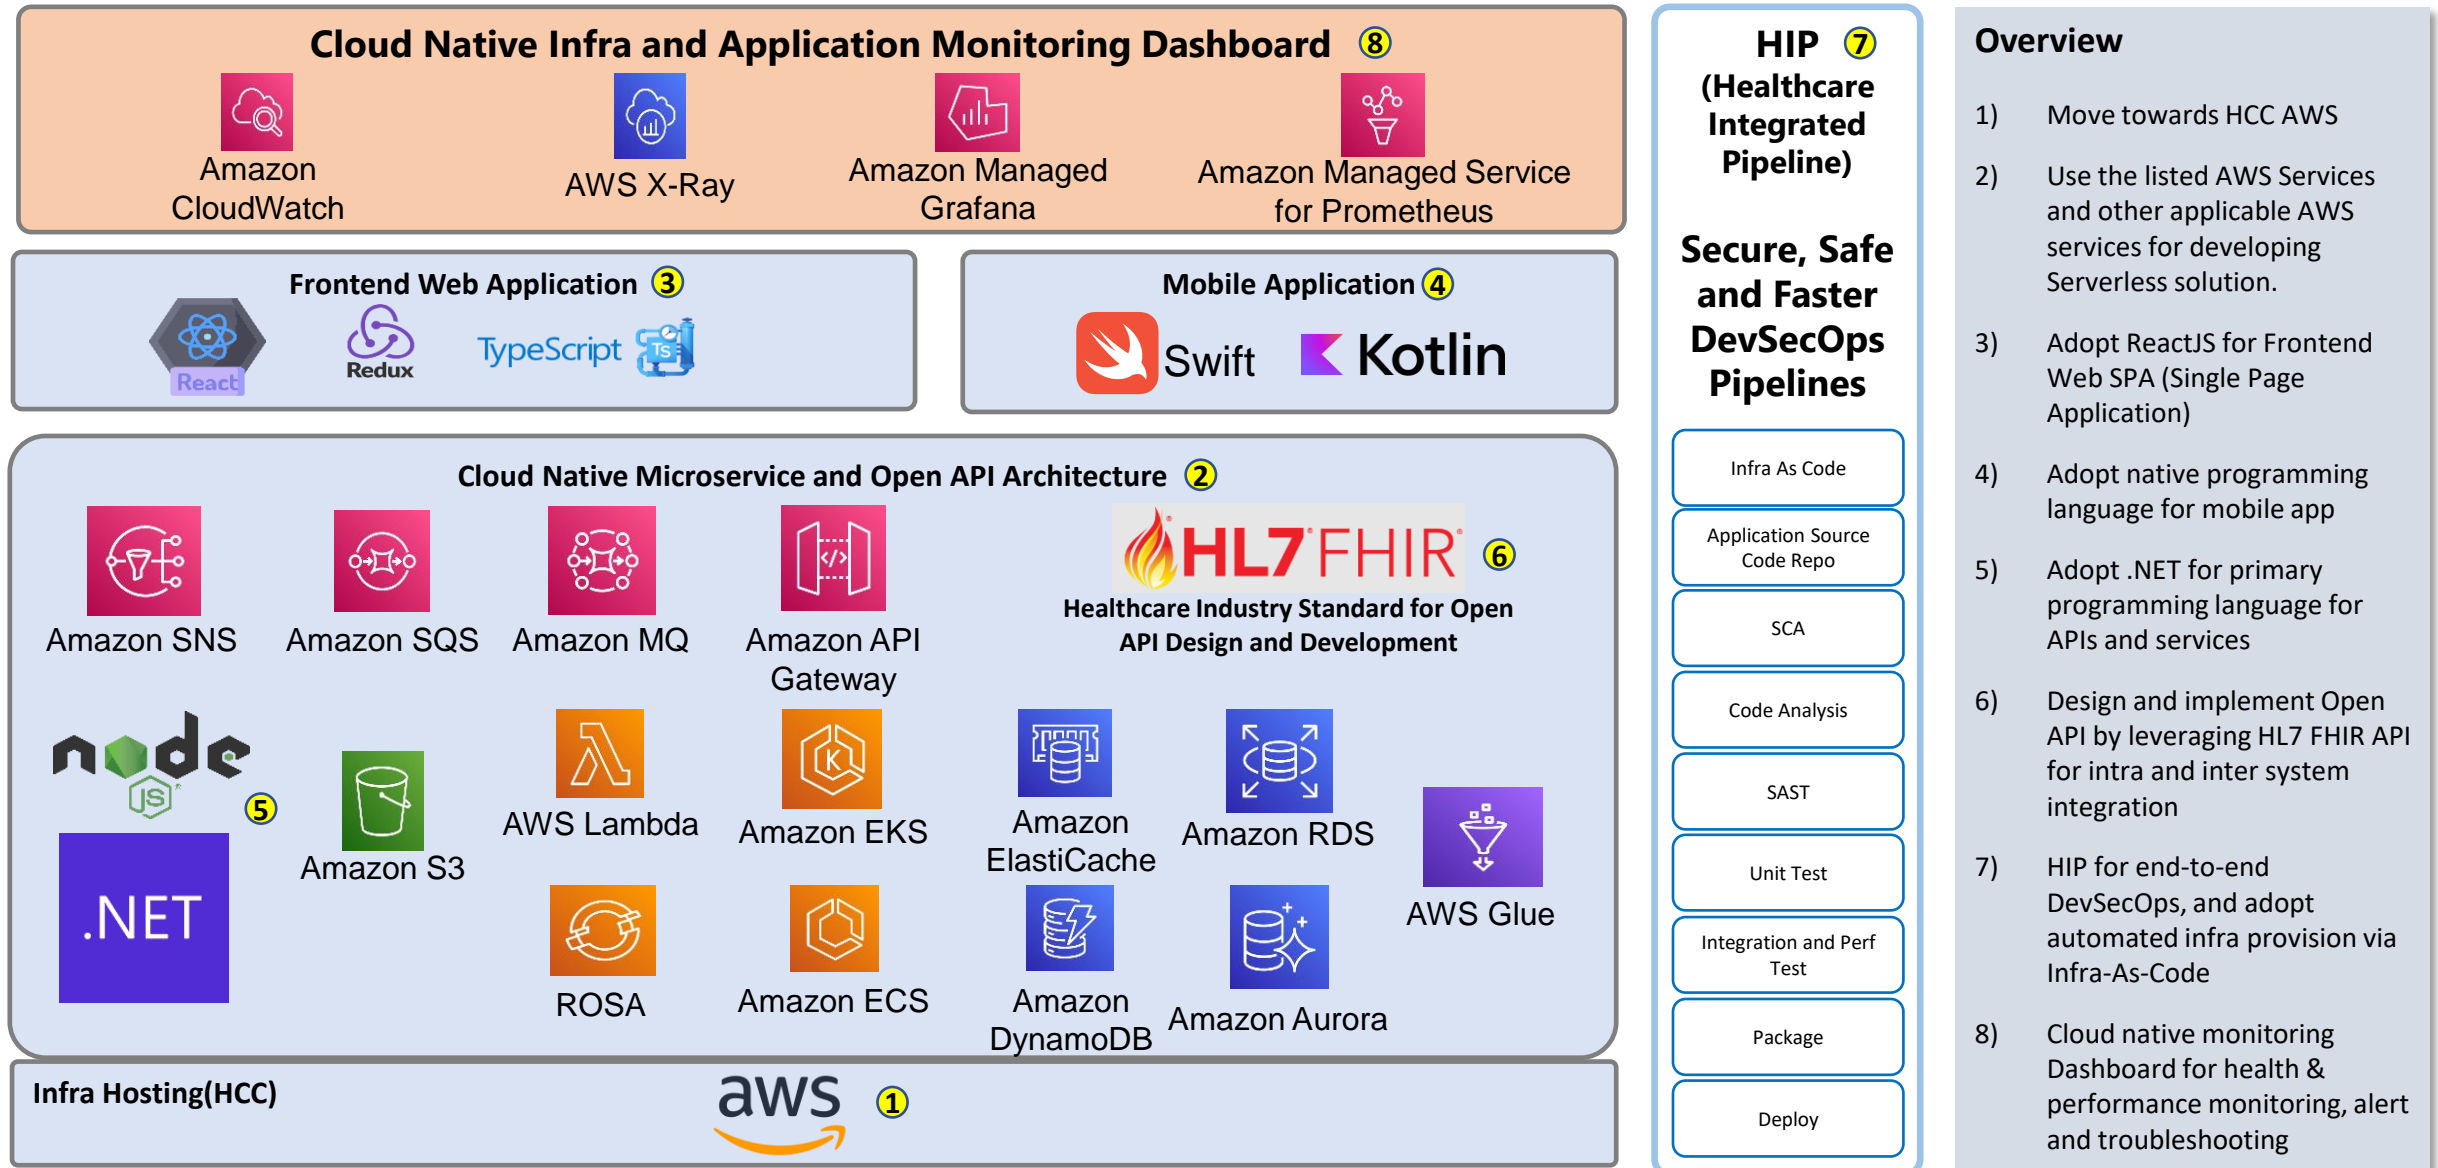 Cloud Native Infra and Application Monitoring Dashboard 8
Amazon
CloudWatch
AWS X-Ray
Amazon Managed
Grafana
Amazon Managed Service
for Prometheus
Frontend Web Application 3
React
Redux
TypeScript
TS
Mobile Application 4
Swift
Kotlin
Cloud Native Microservice and Open API Architecture 2
Amazon SNS
Amazon SQS
Amazon MQ
</>
Amazon API
Gateway
HL7® FHIR®
6
Healthcare Industry Standard for Open
API Design and Development
node
JS
5
.NET
Amazon S3
AWS Lambda
K
Amazon EKS
Amazon
ElastiCache
Amazon RDS
AWS Glue
ROSA
Amazon ECS
Amazon
DynamoDB
Amazon Aurora
Infra Hosting(HCC)
aws
1
HIP 7
(Healthcare
Integrated
Pipeline)
Secure, Safe
and Faster
DevSecOps
Pipelines
Infra As Code
Application Source
Code Repo
SCA
Code Analysis
SAST
Unit Test
Integration and Perf
Test
Package
Deploy
Overview
1) Move towards HCC AWS
2) Use the listed AWS Services
and other applicable AWS
services for developing
Serverless solution.
3) Adopt ReactJS for Frontend
Web SPA (Single Page
Application)
4) Adopt native programming
language for mobile app
5) Adopt .NET for primary
programming language for
APIs and services
6) Design and implement Open
API by leveraging HL7 FHIR API
for intra and inter system
integration
7) HIP for end-to-end
DevSecOps, and adopt
automated infra provision via
Infra-As-Code
8) Cloud native monitoring
Dashboard for health &
performance monitoring, alert
and troubleshooting